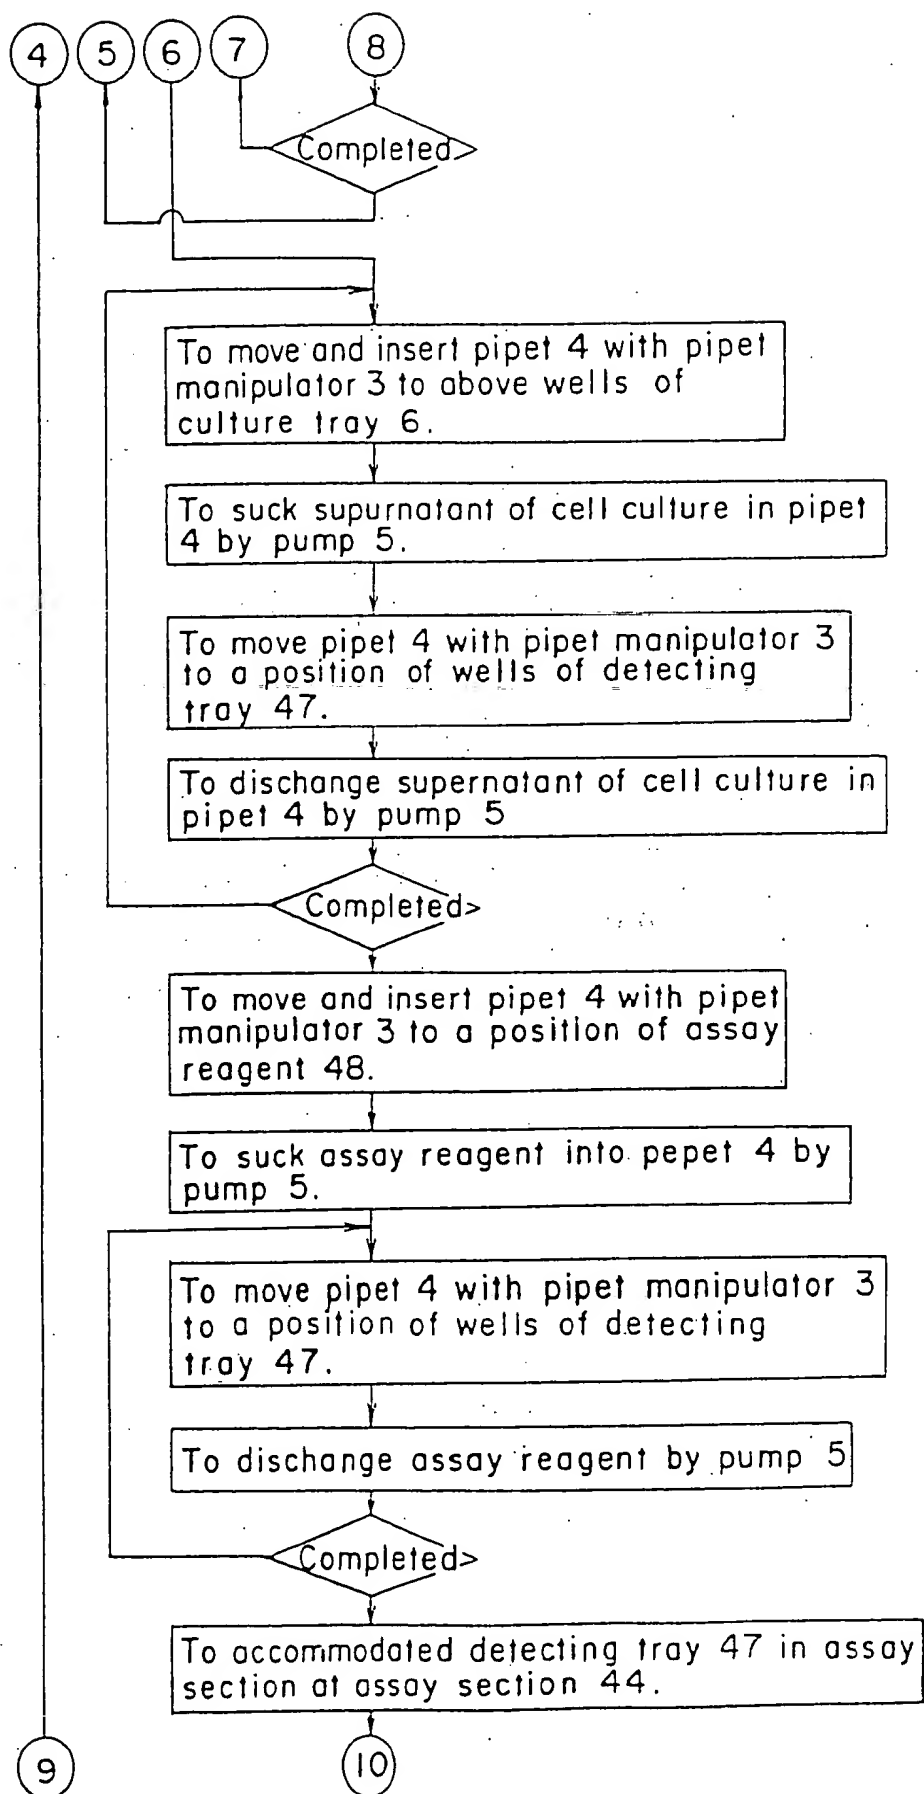 4 5 6 7 8
Completed
To move and insert pipet 4 with pipet
manipulator 3 to above wells of
culture tray 6.
To suck supurnatant of cell culture in pipet
4 by pump 5.
To move pipet 4 with pipet manipulator 3
to a position of wells of detecting
tray 47.
To dischange supernatant of cell culture in
pipet 4 by pump 5
Completed
To move and insert pipet 4 with pipet
manipulator 3 to a position of assay
reagent 48.
To suck assay reagent into pepet 4 by
pump 5.
To move pipet 4 with pipet manipulator 3
to a position of wells of detecting
tray 47.
To dischange assay reagent by pump 5
Completed
To accommodated detecting tray 47 in assay
section at assay section 44.
9 10